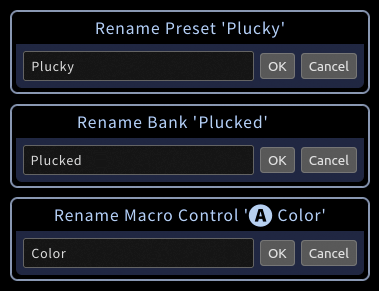 Rename Preset 'Plucky'
Plucky OK Cancel
Rename Bank 'Plucked'
Plucked OK Cancel
Rename Macro Control 'A Color'
Color OK Cancel